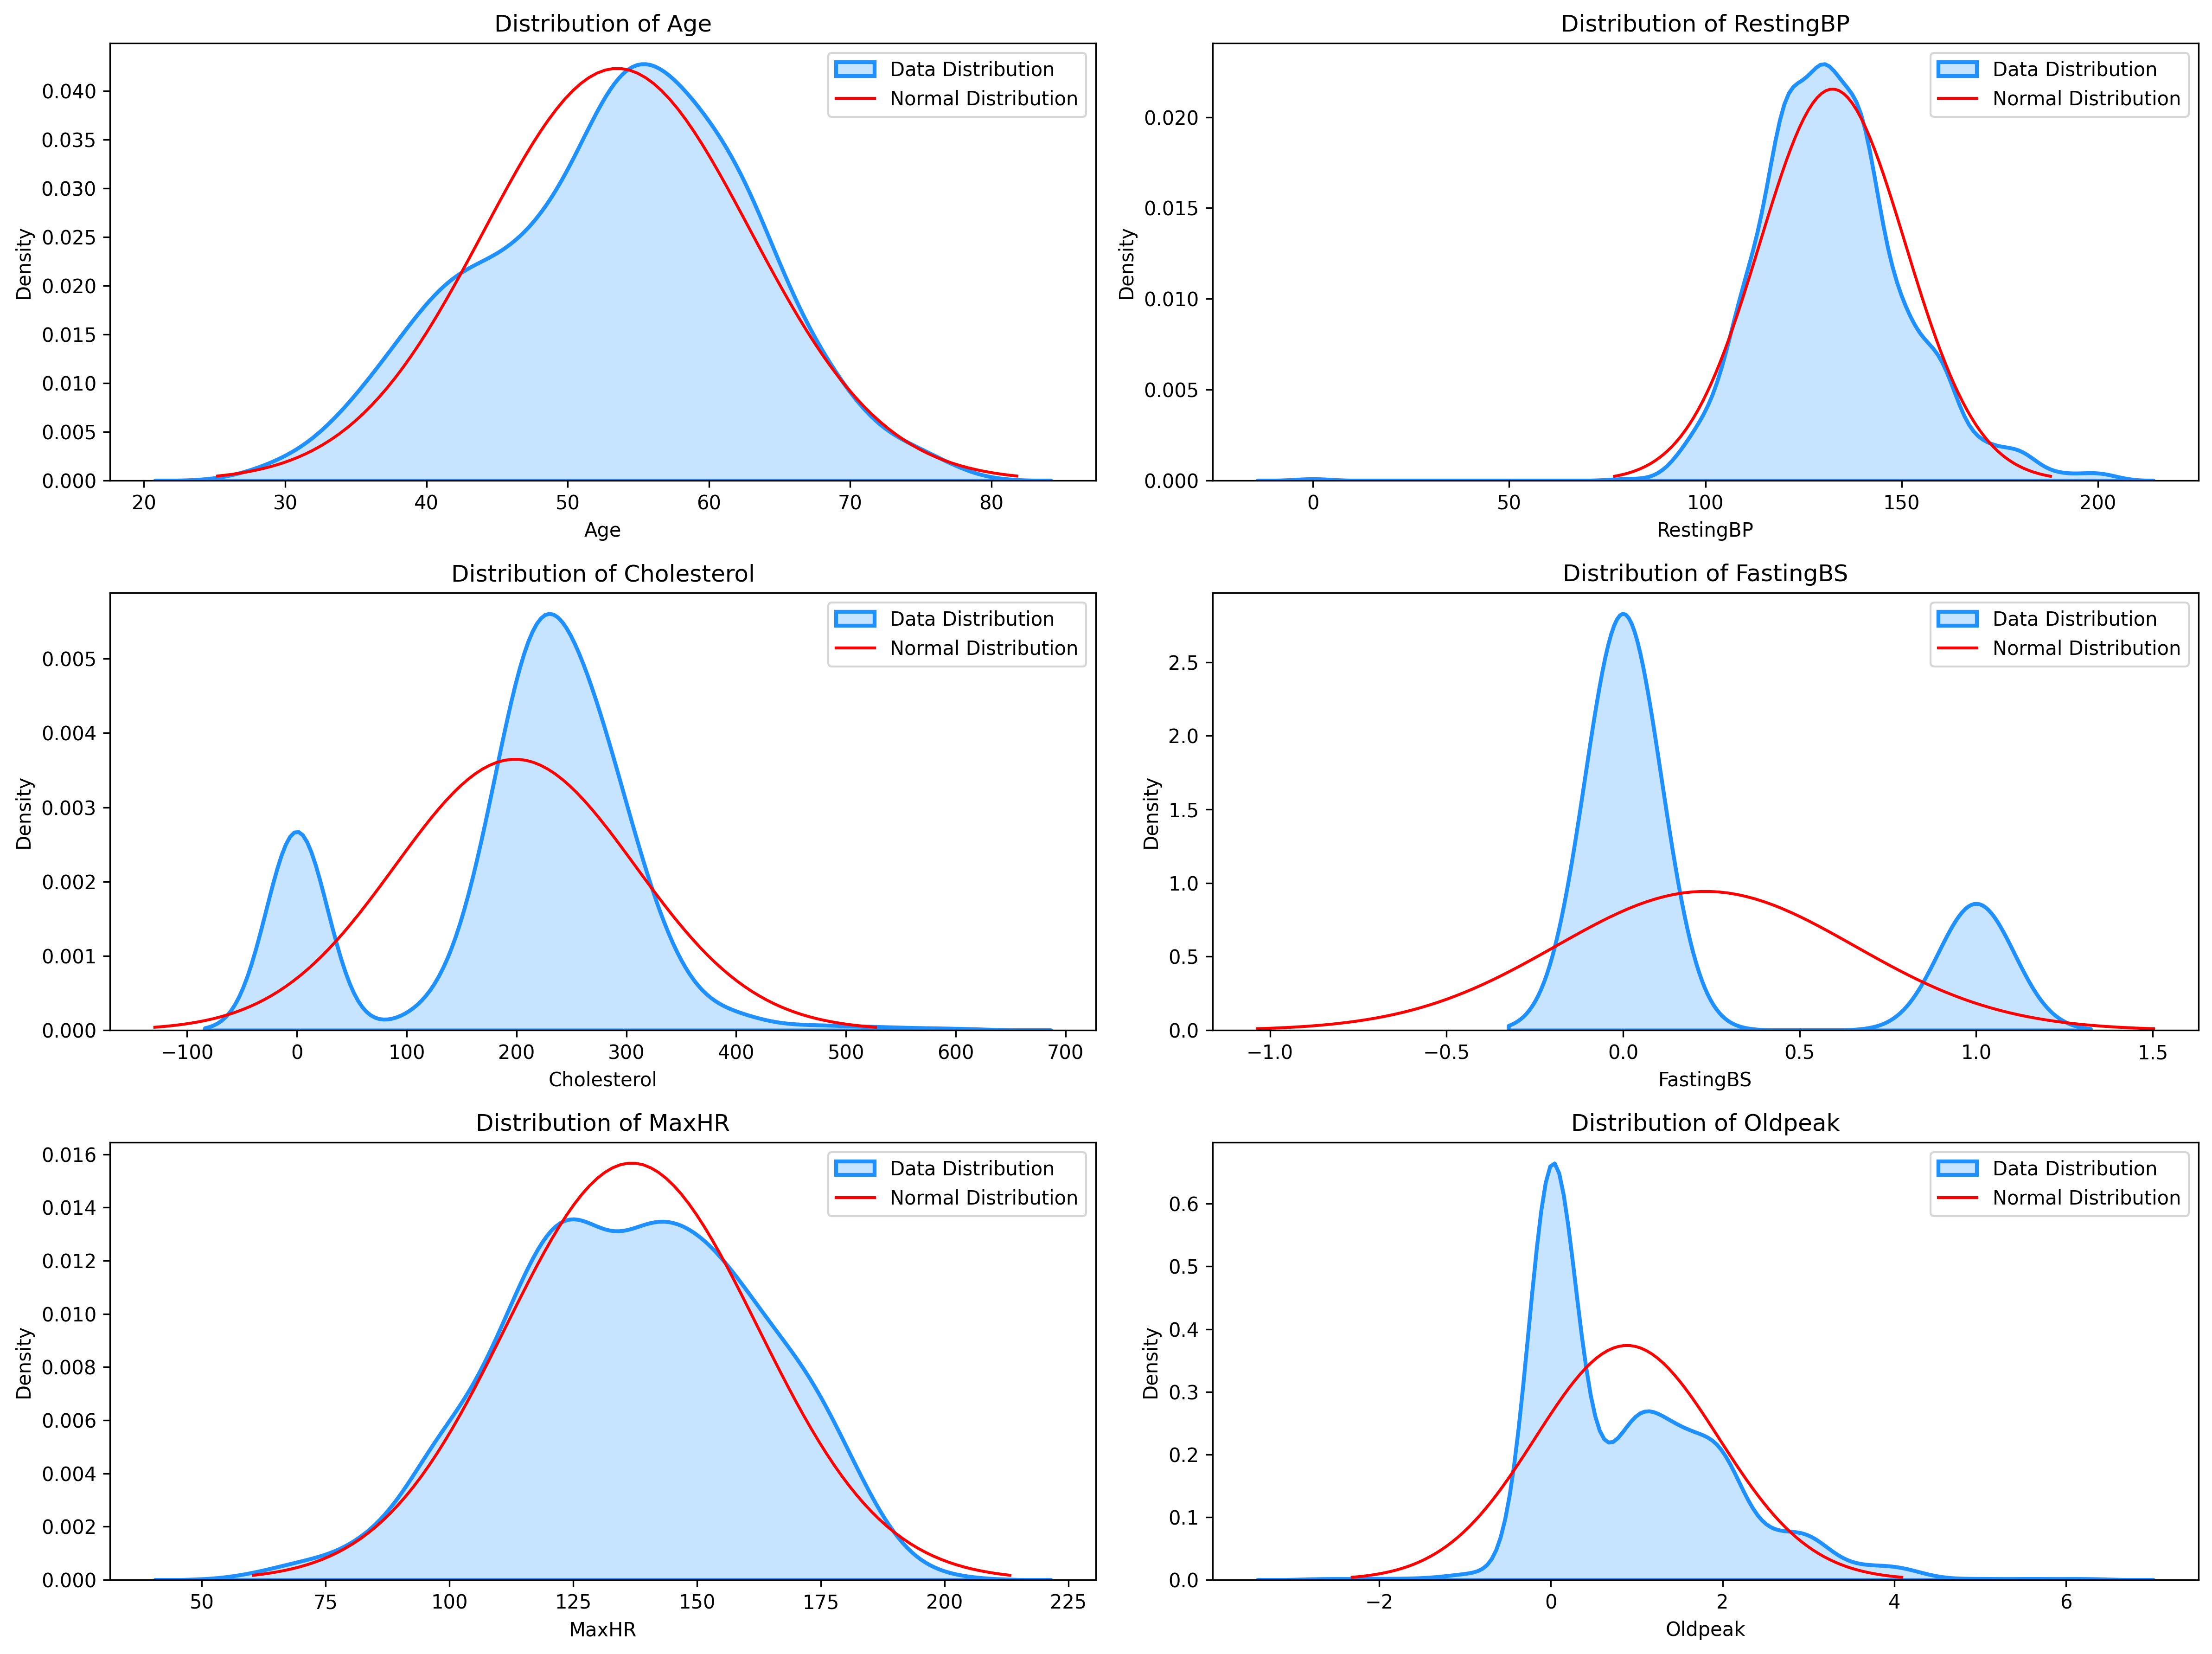 Distribution of Age
Data Distribution
Normal Distribution
0.040
0.035
0.030
0.025
0.020
0.015
0.010
0.005
0.000
Density
20 30 40 50 60 70 80
Age
Distribution of RestingBP
Data Distribution
Normal Distribution
0.020
0.015
0.010
0.005
0.000
Density
0 50 100 150 200
RestingBP
Distribution of Cholesterol
Data Distribution
Normal Distribution
0.005
0.004
0.003
0.002
0.001
0.000
Density
−100 0 100 200 300 400 500 600 700
Cholesterol
Distribution of FastingBS
Data Distribution
Normal Distribution
2.5
2.0
1.5
1.0
0.5
0.0
Density
−1.0 −0.5 0.0 0.5 1.0 1.5
FastingBS
Distribution of MaxHR
Data Distribution
Normal Distribution
0.016
0.014
0.012
0.010
0.008
0.006
0.004
0.002
0.000
Density
50 75 100 125 150 175 200 225
MaxHR
Distribution of Oldpeak
Data Distribution
Normal Distribution
0.6
0.5
0.4
0.3
0.2
0.1
0.0
Density
−2 0 2 4 6
Oldpeak